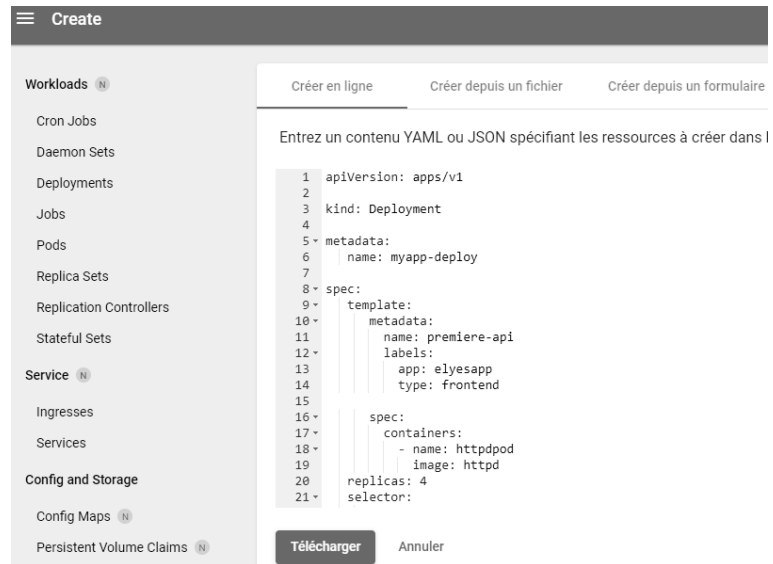 Create
Workloads N
Cron Jobs
Daemon Sets
Deployments
Jobs
Pods
Replica Sets
Replication Controllers
Stateful Sets
Service N
Ingresses
Services
Config and Storage
Config Maps N
Persistent Volume Claims N
Créer en ligne Créer depuis un fichier Créer depuis un formulaire
Entrez un contenu YAML ou JSON spécifiant les ressources à créer dans
1 apiVersion: apps/v1
2
3 kind: Deployment
4
5 metadata:
6 name: myapp-deploy
7
8 spec:
9 template:
10 metadata:
11 name: premiere-api
12 labels:
13 app: elyesapp
14 type: frontend
15
16 spec:
17 containers:
18 - name: httpdpod
19 image: httpd
20 replicas: 4
21 selector:
Télécharger Annuler